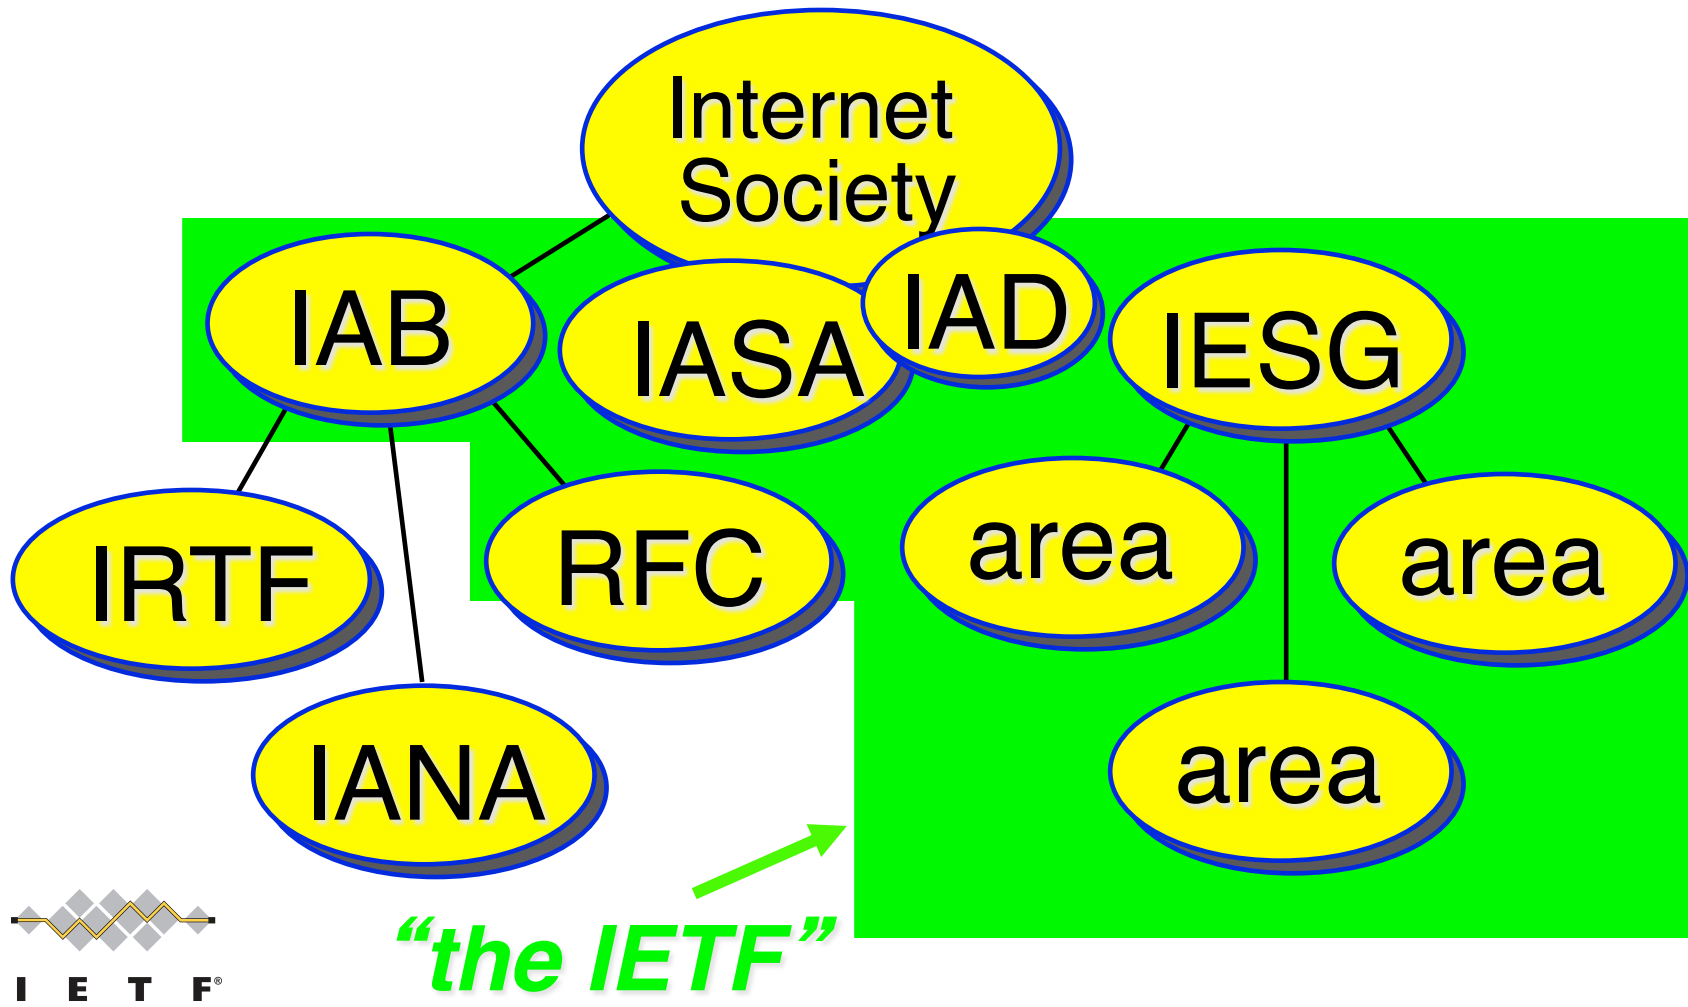 Internet
Society
IAB
IASA
IAD
IESG
IRTF
RFC
area
area
IANA
area
“the IETF”
I E T F®